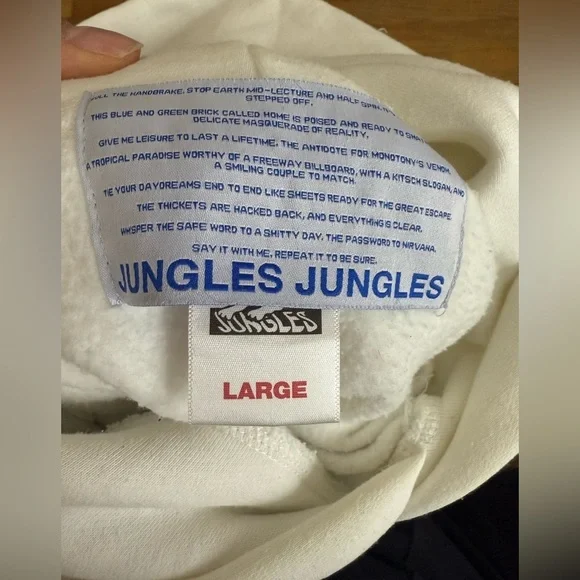 THE HANDBRAKE, STOP EARTH MID-LECTURE AND HALF
STEPPED OFF.
THIS BLUE AND GREEN BRICK CALLED HOME IS POISED AND READY TO
DELICATE MASQUERADE OF REALITY.
GIVE ME LEISURE TO LAST A LIFETIME, THE ANTIDOTE FOR MONOTONY'S VENOM,
A TROPICAL PARADISE WORTHY OF A FREEWAY BILLBOARD, WITH A KITSCH SLOGAN, AND
A SMILING COUPLE TO MATCH.
TIE YOUR DAYDREAMS END TO END LIKE SHEETS READY FOR THE GREAT ESCAPE
THE THICKETS ARE HACKED BACK, AND EVERYTHING IS CLEAR.
WHISPER THE SAFE WORD TO A SHITTY DAY, THE PASSWORD TO NIRVANA.
SAY IT WITH ME, REPEAT IT TO BE SURE.
JUNGLES JUNGLES
JUNGLES
LARGE